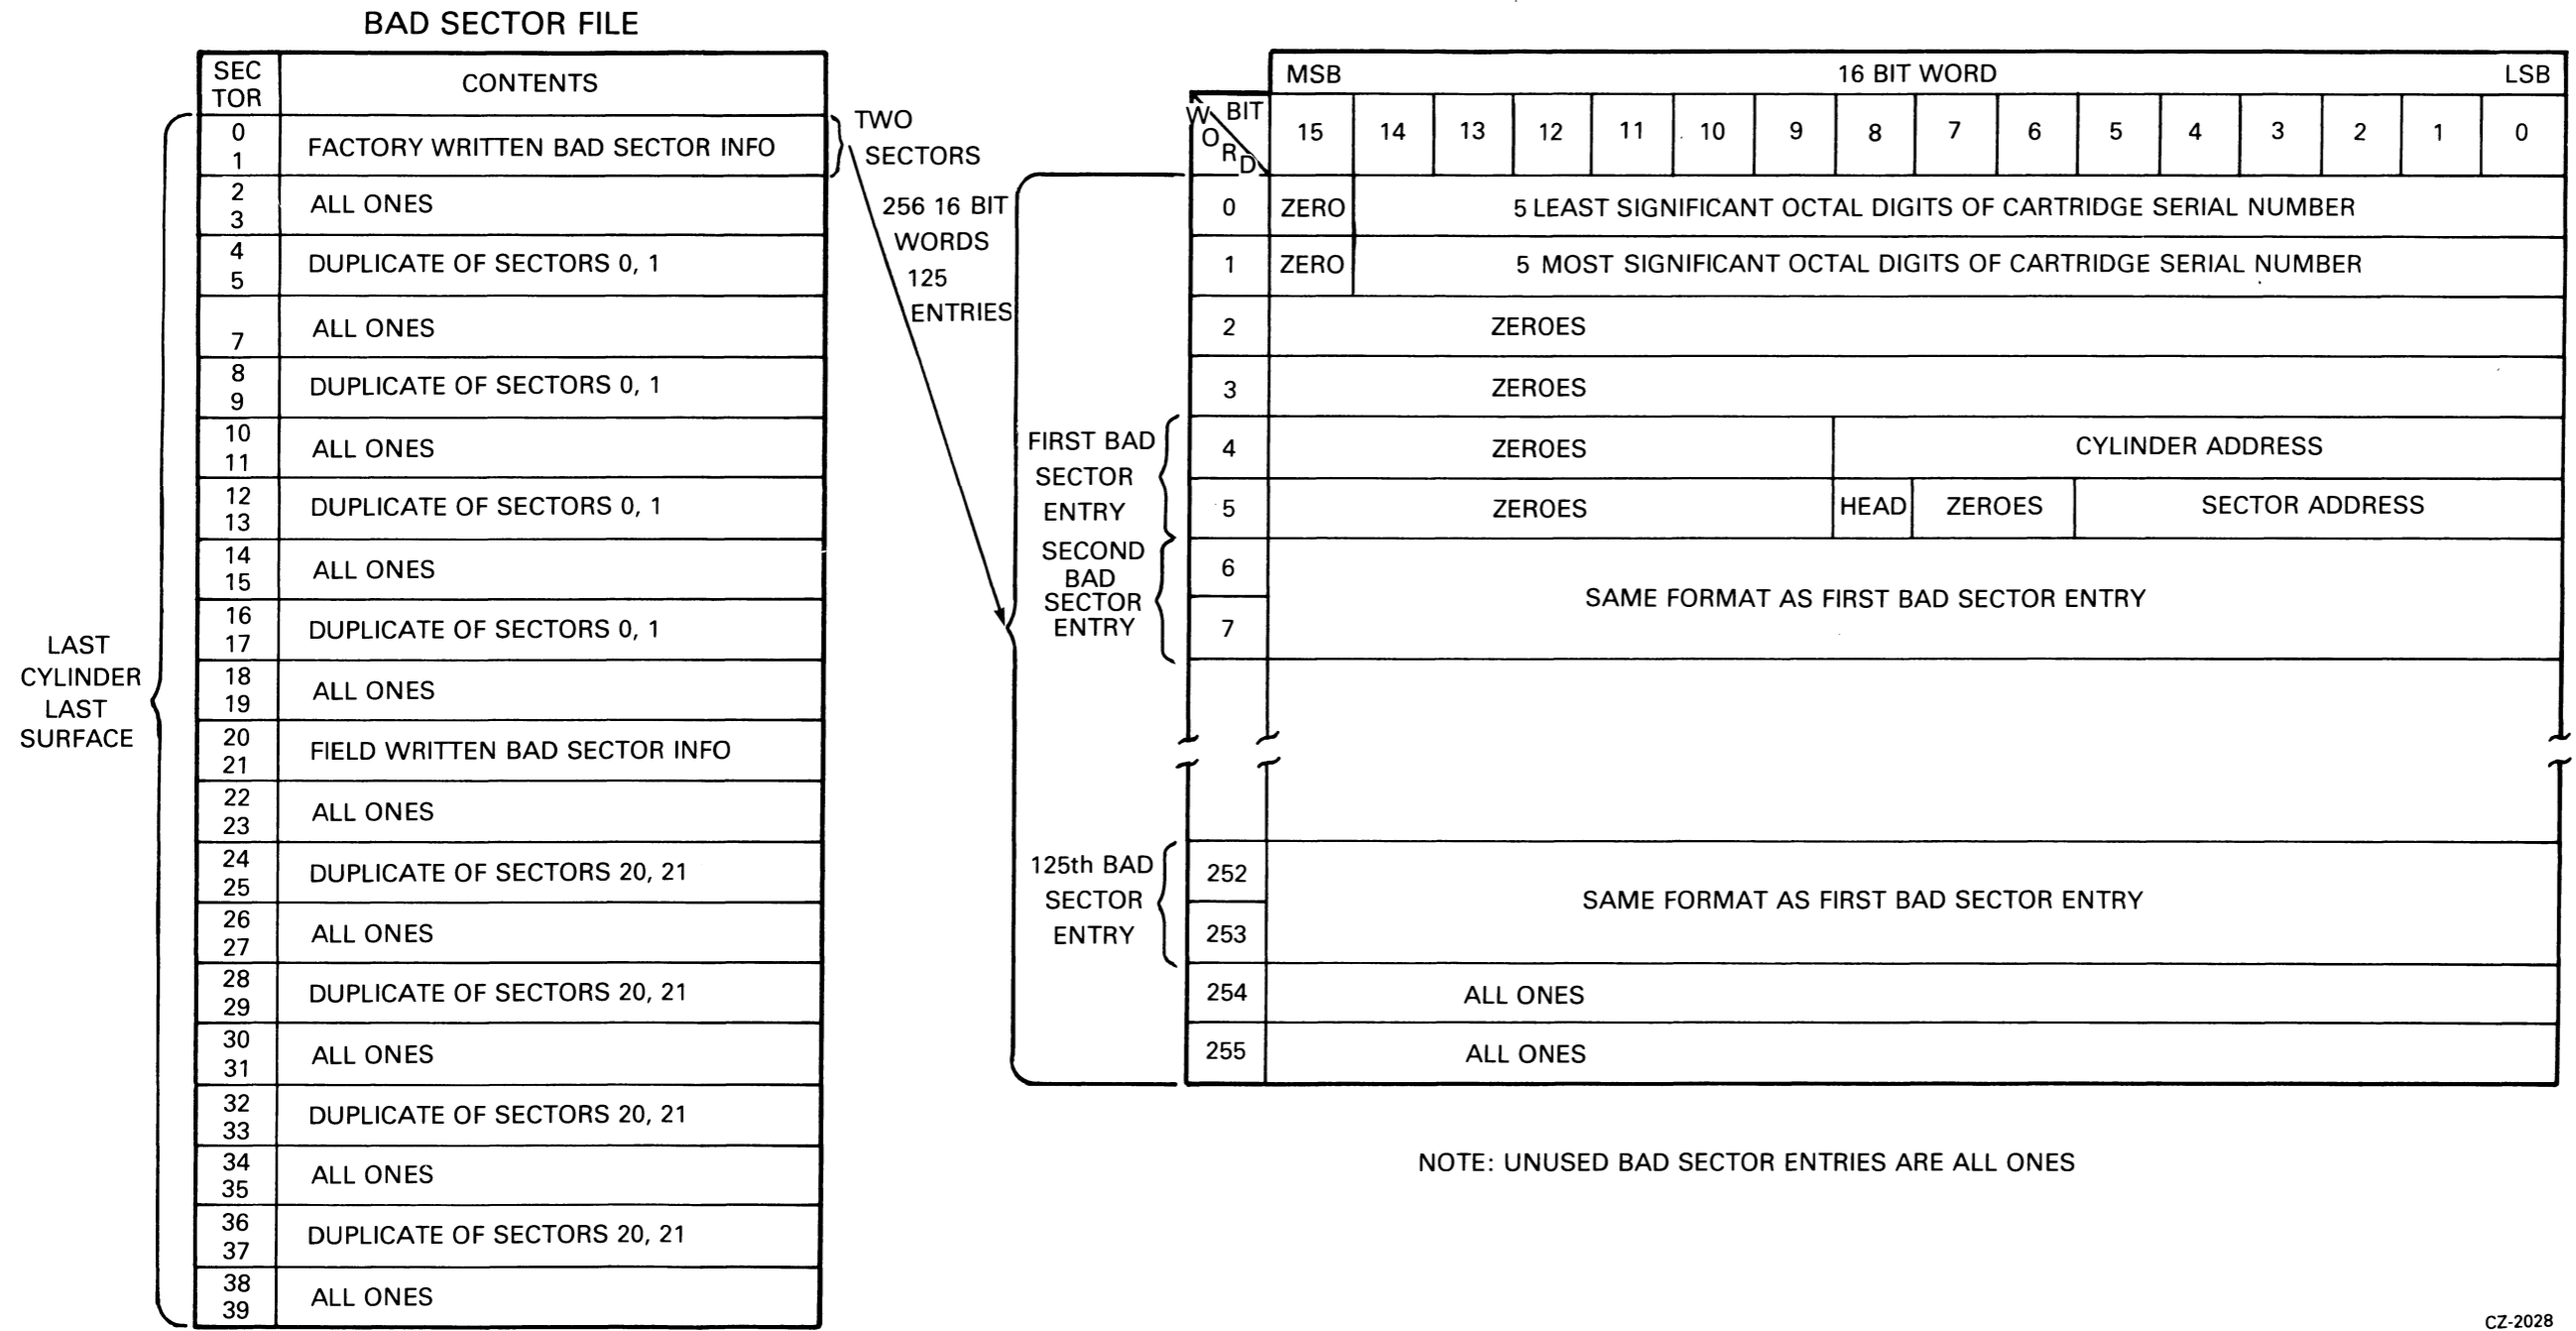 BAD SECTOR FILE
SEC
TOR
CONTENTS
0
1
FACTORY WRITTEN BAD SECTOR INFO
2
3
ALL ONES
4
5
DUPLICATE OF SECTORS 0, 1
7
ALL ONES
8
9
DUPLICATE OF SECTORS 0, 1
10
11
ALL ONES
12
13
DUPLICATE OF SECTORS 0, 1
14
15
ALL ONES
16
17
DUPLICATE OF SECTORS 0, 1
18
19
ALL ONES
20
21
FIELD WRITTEN BAD SECTOR INFO
22
23
ALL ONES
24
25
DUPLICATE OF SECTORS 20, 21
26
27
ALL ONES
28
29
DUPLICATE OF SECTORS 20, 21
30
31
ALL ONES
32
33
DUPLICATE OF SECTORS 20, 21
34
35
ALL ONES
36
37
DUPLICATE OF SECTORS 20, 21
38
39
ALL ONES
LAST
CYLINDER
LAST
SURFACE
TWO
SECTORS
256 16 BIT
WORDS
125
ENTRIES
MSB 16 BIT WORD LSB
WORD BIT 15 14 13 12 11 10 9 8 7 6 5 4 3 2 1 0
0 ZERO 5 LEAST SIGNIFICANT OCTAL DIGITS OF CARTRIDGE SERIAL NUMBER
1 ZERO 5 MOST SIGNIFICANT OCTAL DIGITS OF CARTRIDGE SERIAL NUMBER
2 ZEROES
3 ZEROES
FIRST BAD
SECTOR
ENTRY
4 ZEROES CYLINDER ADDRESS
5 ZEROES HEAD ZEROES SECTOR ADDRESS
SECOND
BAD
SECTOR
ENTRY
6
7
SAME FORMAT AS FIRST BAD SECTOR ENTRY
125th BAD
SECTOR
ENTRY
252
253
SAME FORMAT AS FIRST BAD SECTOR ENTRY
254 ALL ONES
255 ALL ONES
NOTE: UNUSED BAD SECTOR ENTRIES ARE ALL ONES
CZ-2028